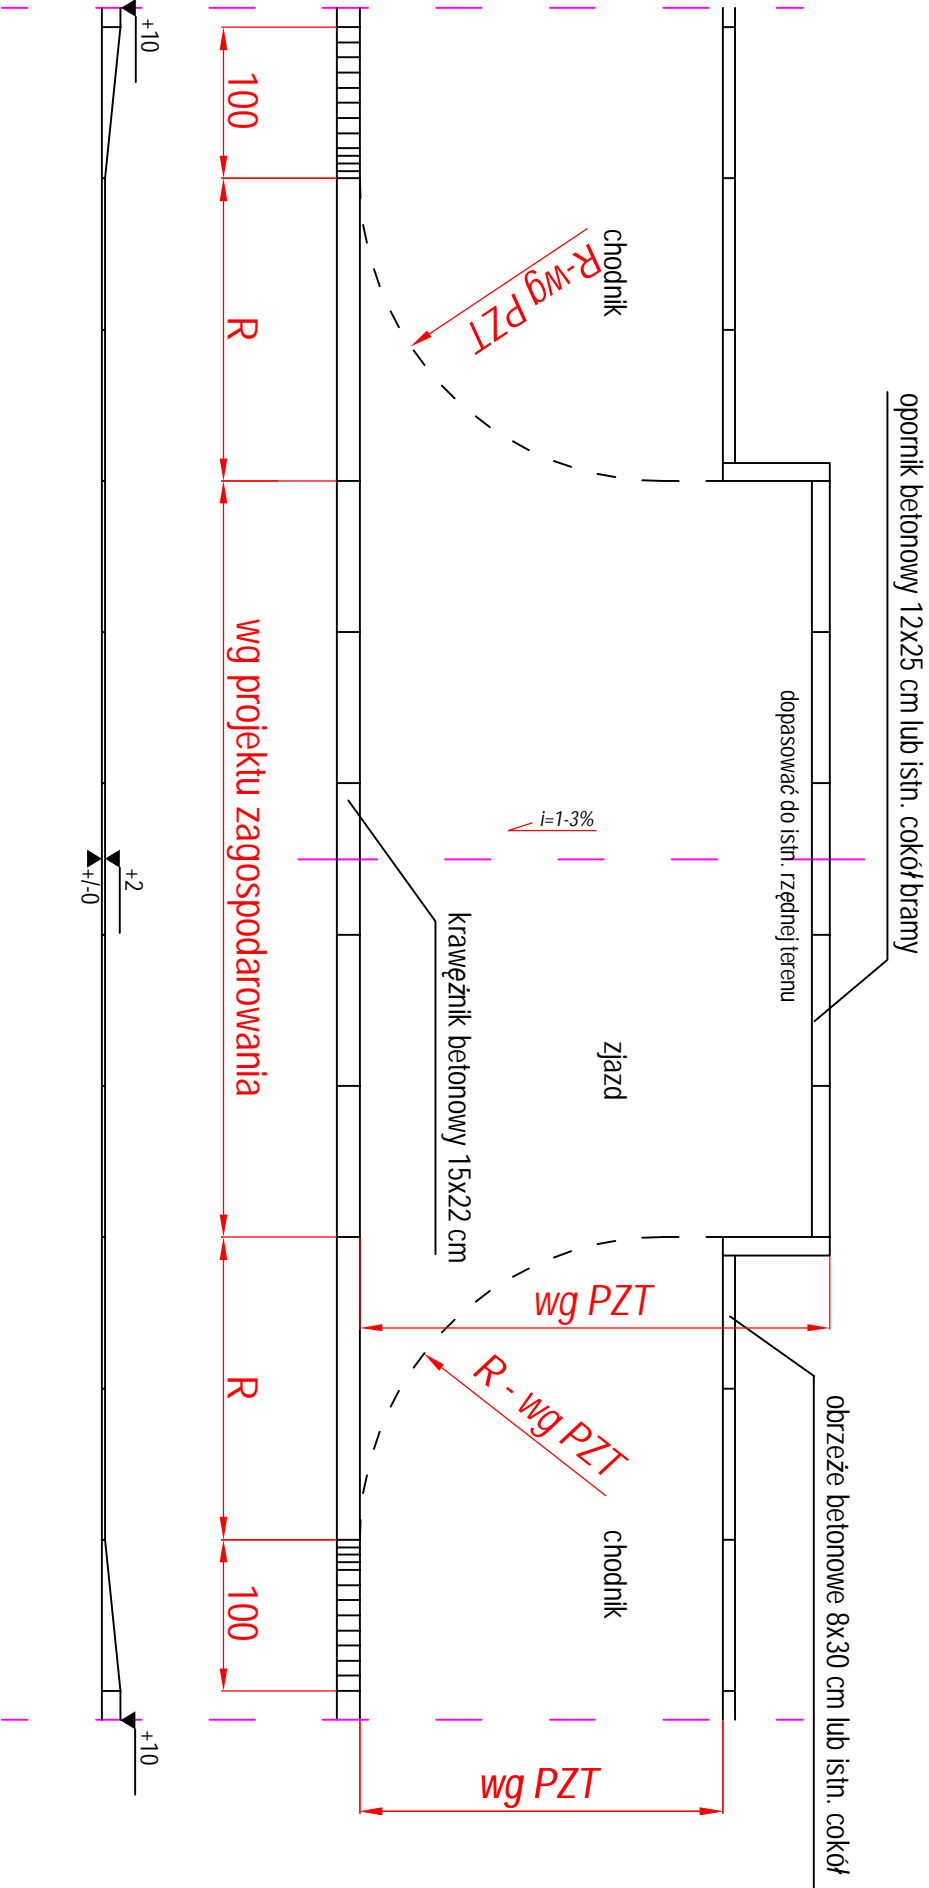 opornik betonowy 12x25 cm lub istn. cokół bramy
obrzeże betonowe 8x30 cm lub istn. cokół
dopasować do istn. rzędnej terenu
chodnik
zjazd
chodnik
R-wg PZT
i=1-3%
wg PZT
R - wg PZT
wg PZT
krawężnik betonowy 15x22 cm
100
R
wg projektu zagospodarowania
R
100
+10
+2
+/-0
+10